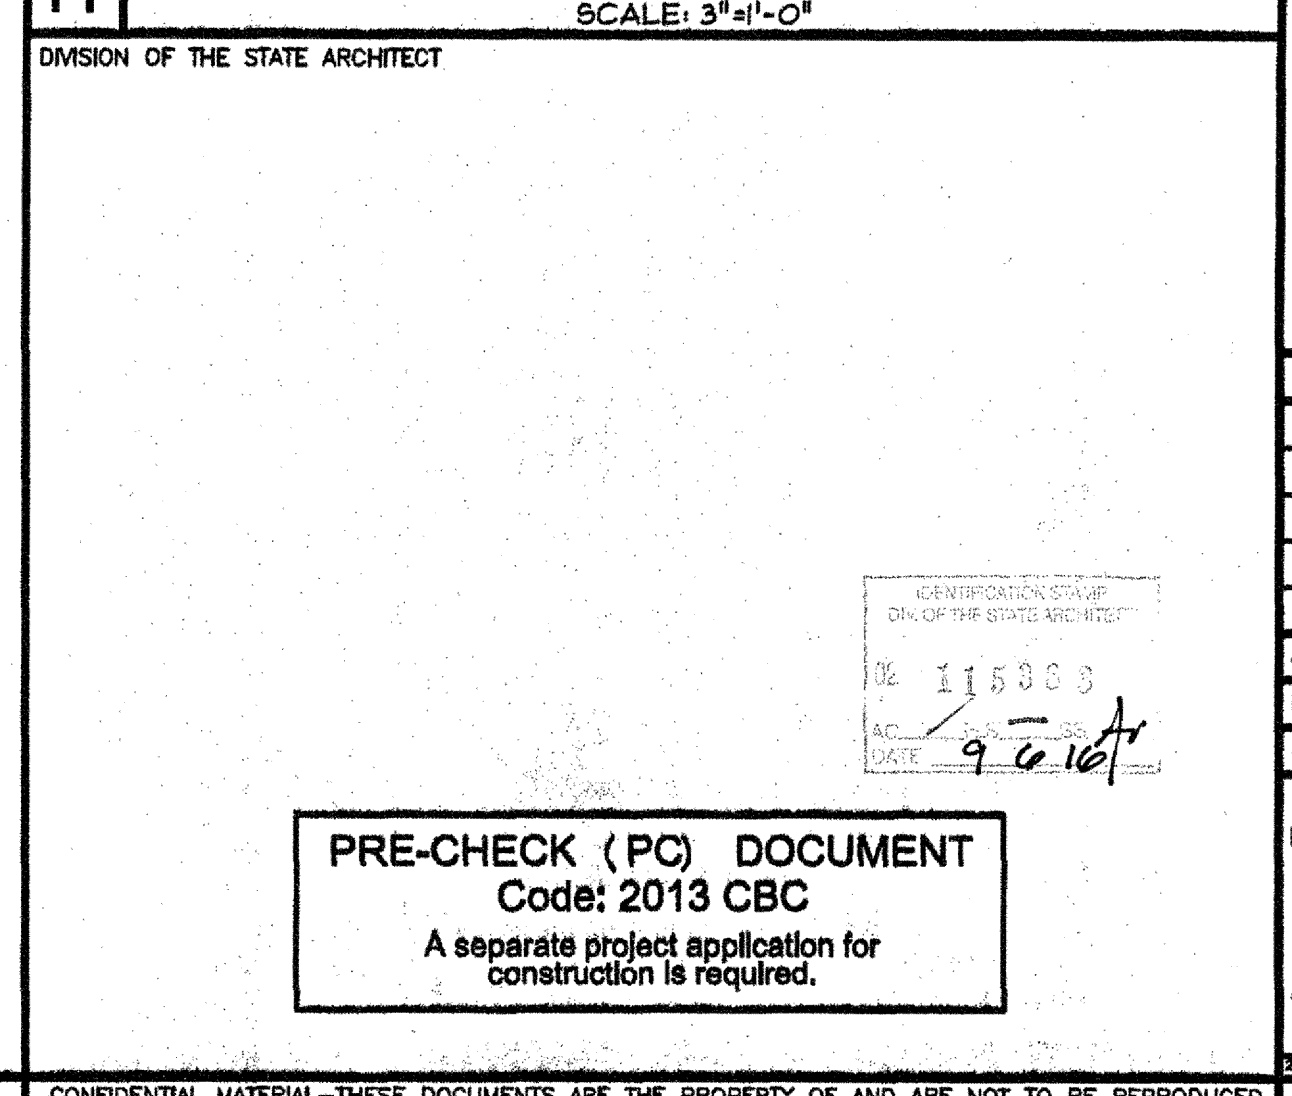 SCALE: 3"=1'-0"
DIVISION OF THE STATE ARCHITECT
IDENTIFICATION STAMP
DIV. OF THE STATE ARCHITECT
02
AC F.L.S. SS
DATE 9 6 16
PRE-CHECK (PC) DOCUMENT
Code: 2013 CBC
A separate project application for
construction is required.
CONFIDENTIAL MATERIAL-THESE DOCUMENTS ARE THE PROPERTY OF AND ARE NOT TO BE REPRODUCED